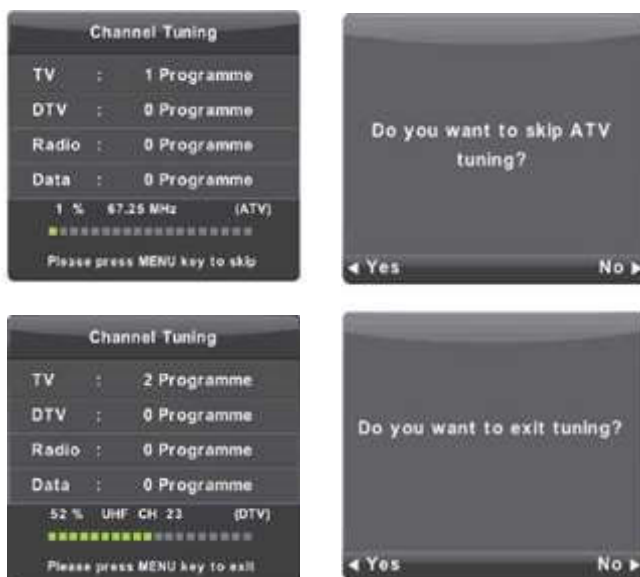 Channel Tuning
TV : 1 Programme
DTV : 0 Programme
Radio : 0 Programme
Data : 0 Programme
1 % 67.25 MHz (ATV)
Please press MENU key to skip
Do you want to skip ATV
tuning?
Yes No
Channel Tuning
TV : 2 Programme
DTV : 0 Programme
Radio : 0 Programme
Data : 0 Programme
52 % UHF CH 23 (DTV)
Please press MENU key to exit
Do you want to exit tuning?
Yes No